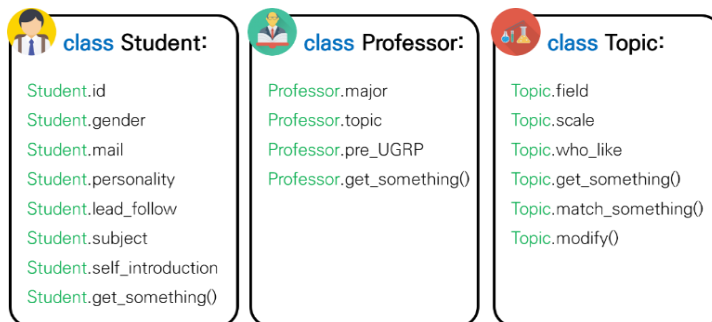 class Student:
Student.id
Student.gender
Student.mail
Student.personality
Student.lead_follow
Student.subject
Student.self_introduction
Student.get_something()
class Professor:
Professor.major
Professor.topic
Professor.pre_UGRP
Professor.get_something()
class Topic:
Topic.field
Topic.scale
Topic.who_like
Topic.get_something()
Topic.match_something()
Topic.modify()